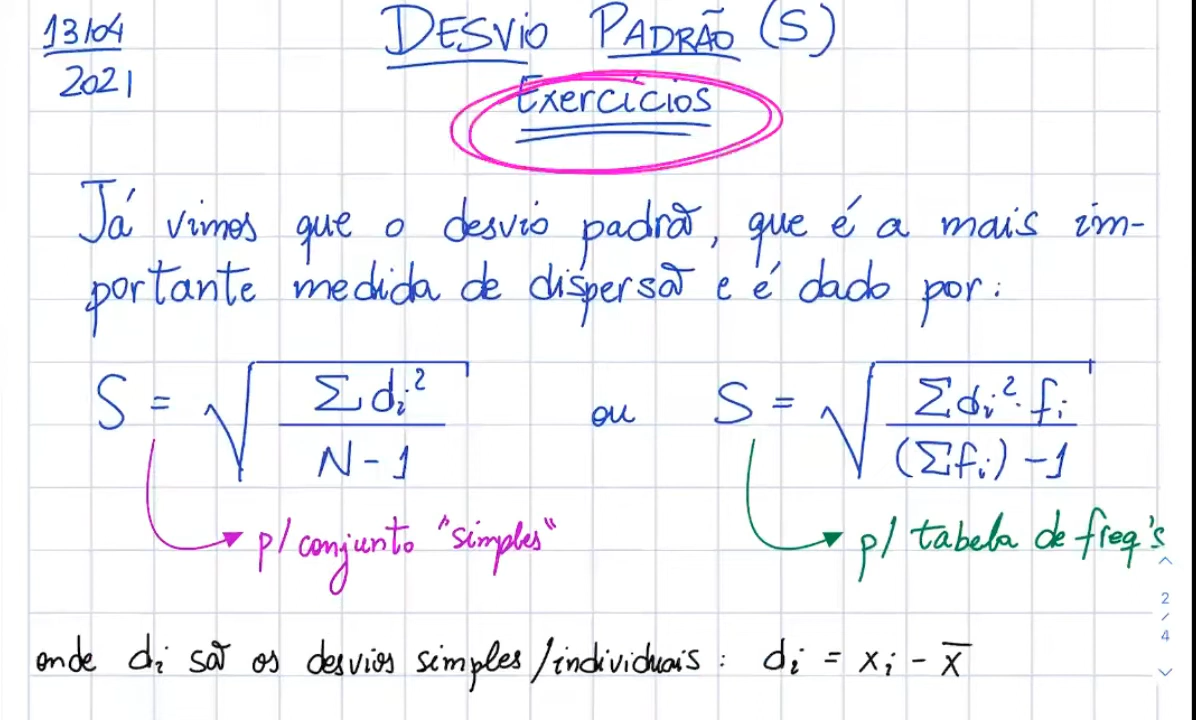 13/04
2021
DESVIO PADRÃO (S)
Exercícios
Já vimos que o desvio padrão, que é a mais im-
portante medida de dispersão e é dado por:
S = √(Σdi² / (N - 1)) ou S = √(Σdi² · fi / ((Σfi) - 1))
p/ conjunto "simples"
p/ tabela de freq's
2
/
4
onde di são os desvios simples/individuais: di = xi - x̄